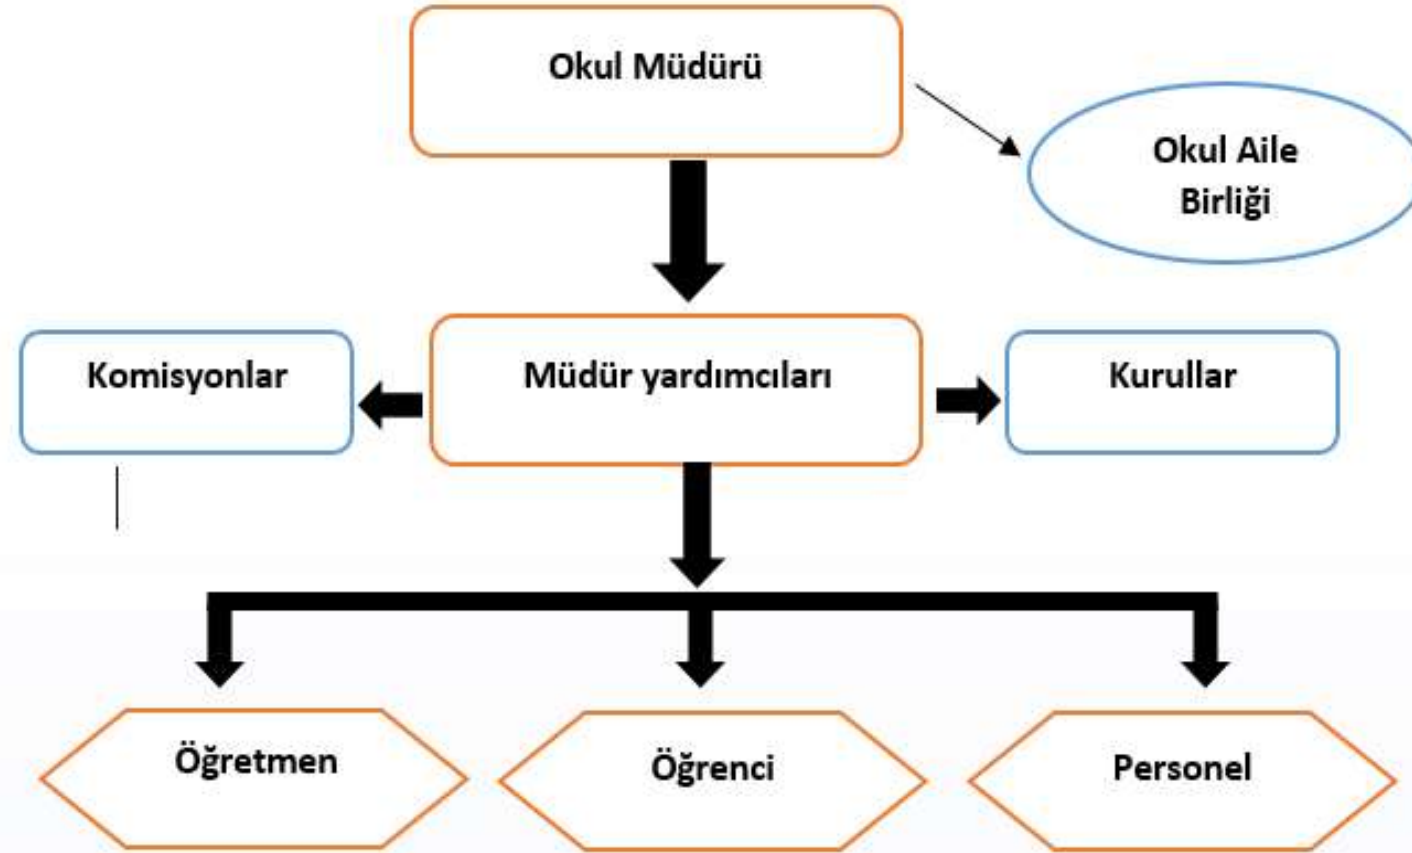 Okul Müdürü
Okul Aile
Birliği
Komisyonlar
Müdür yardımcıları
Kurullar
Öğretmen
Öğrenci
Personel